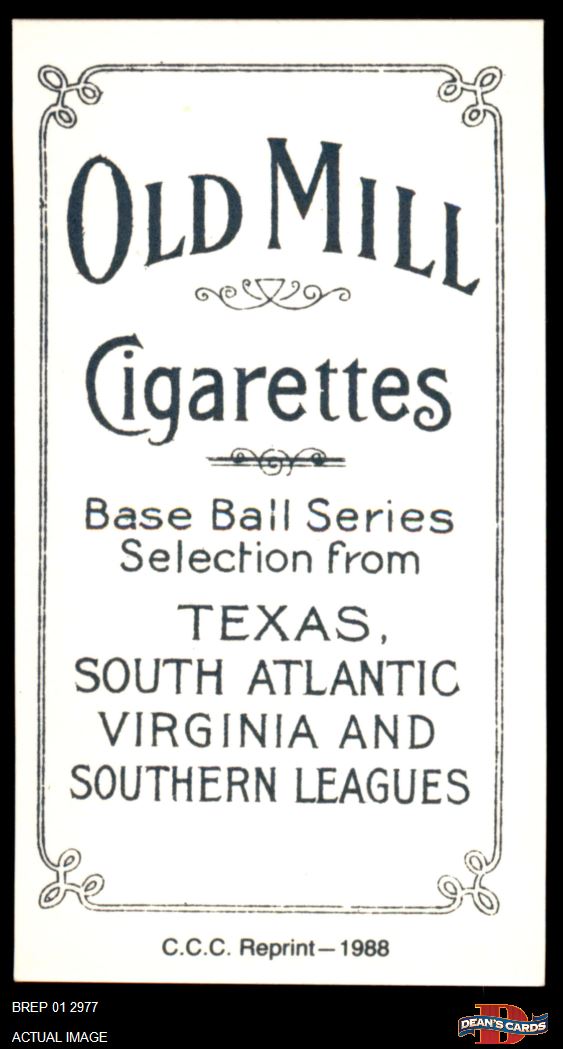 OLD MILL
Cigarettes
Base Ball Series
Selection from
TEXAS,
SOUTH ATLANTIC
VIRGINIA AND
SOUTHERN LEAGUES
C.C.C. Reprint—1988
BREP 01 2977
ACTUAL IMAGE
D
DEAN'S CARDS